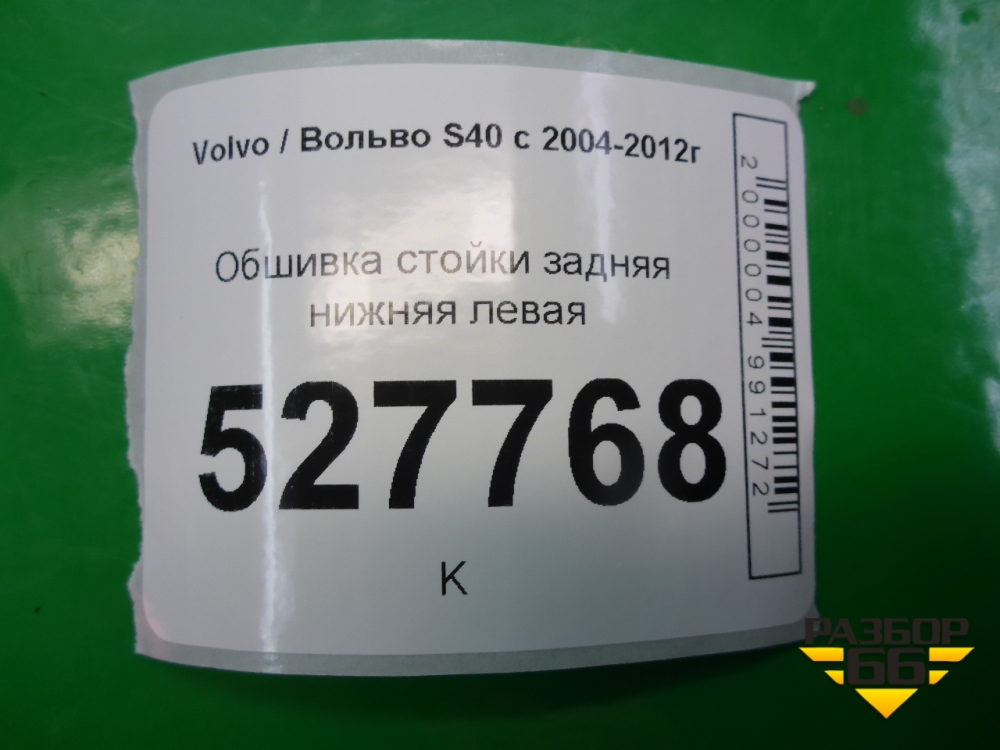 Volvo / Вольво S40 с 2004-2012г
Обшивка стойки задняя
нижняя левая
527768
К
2000004991272
РАЗБОР
66